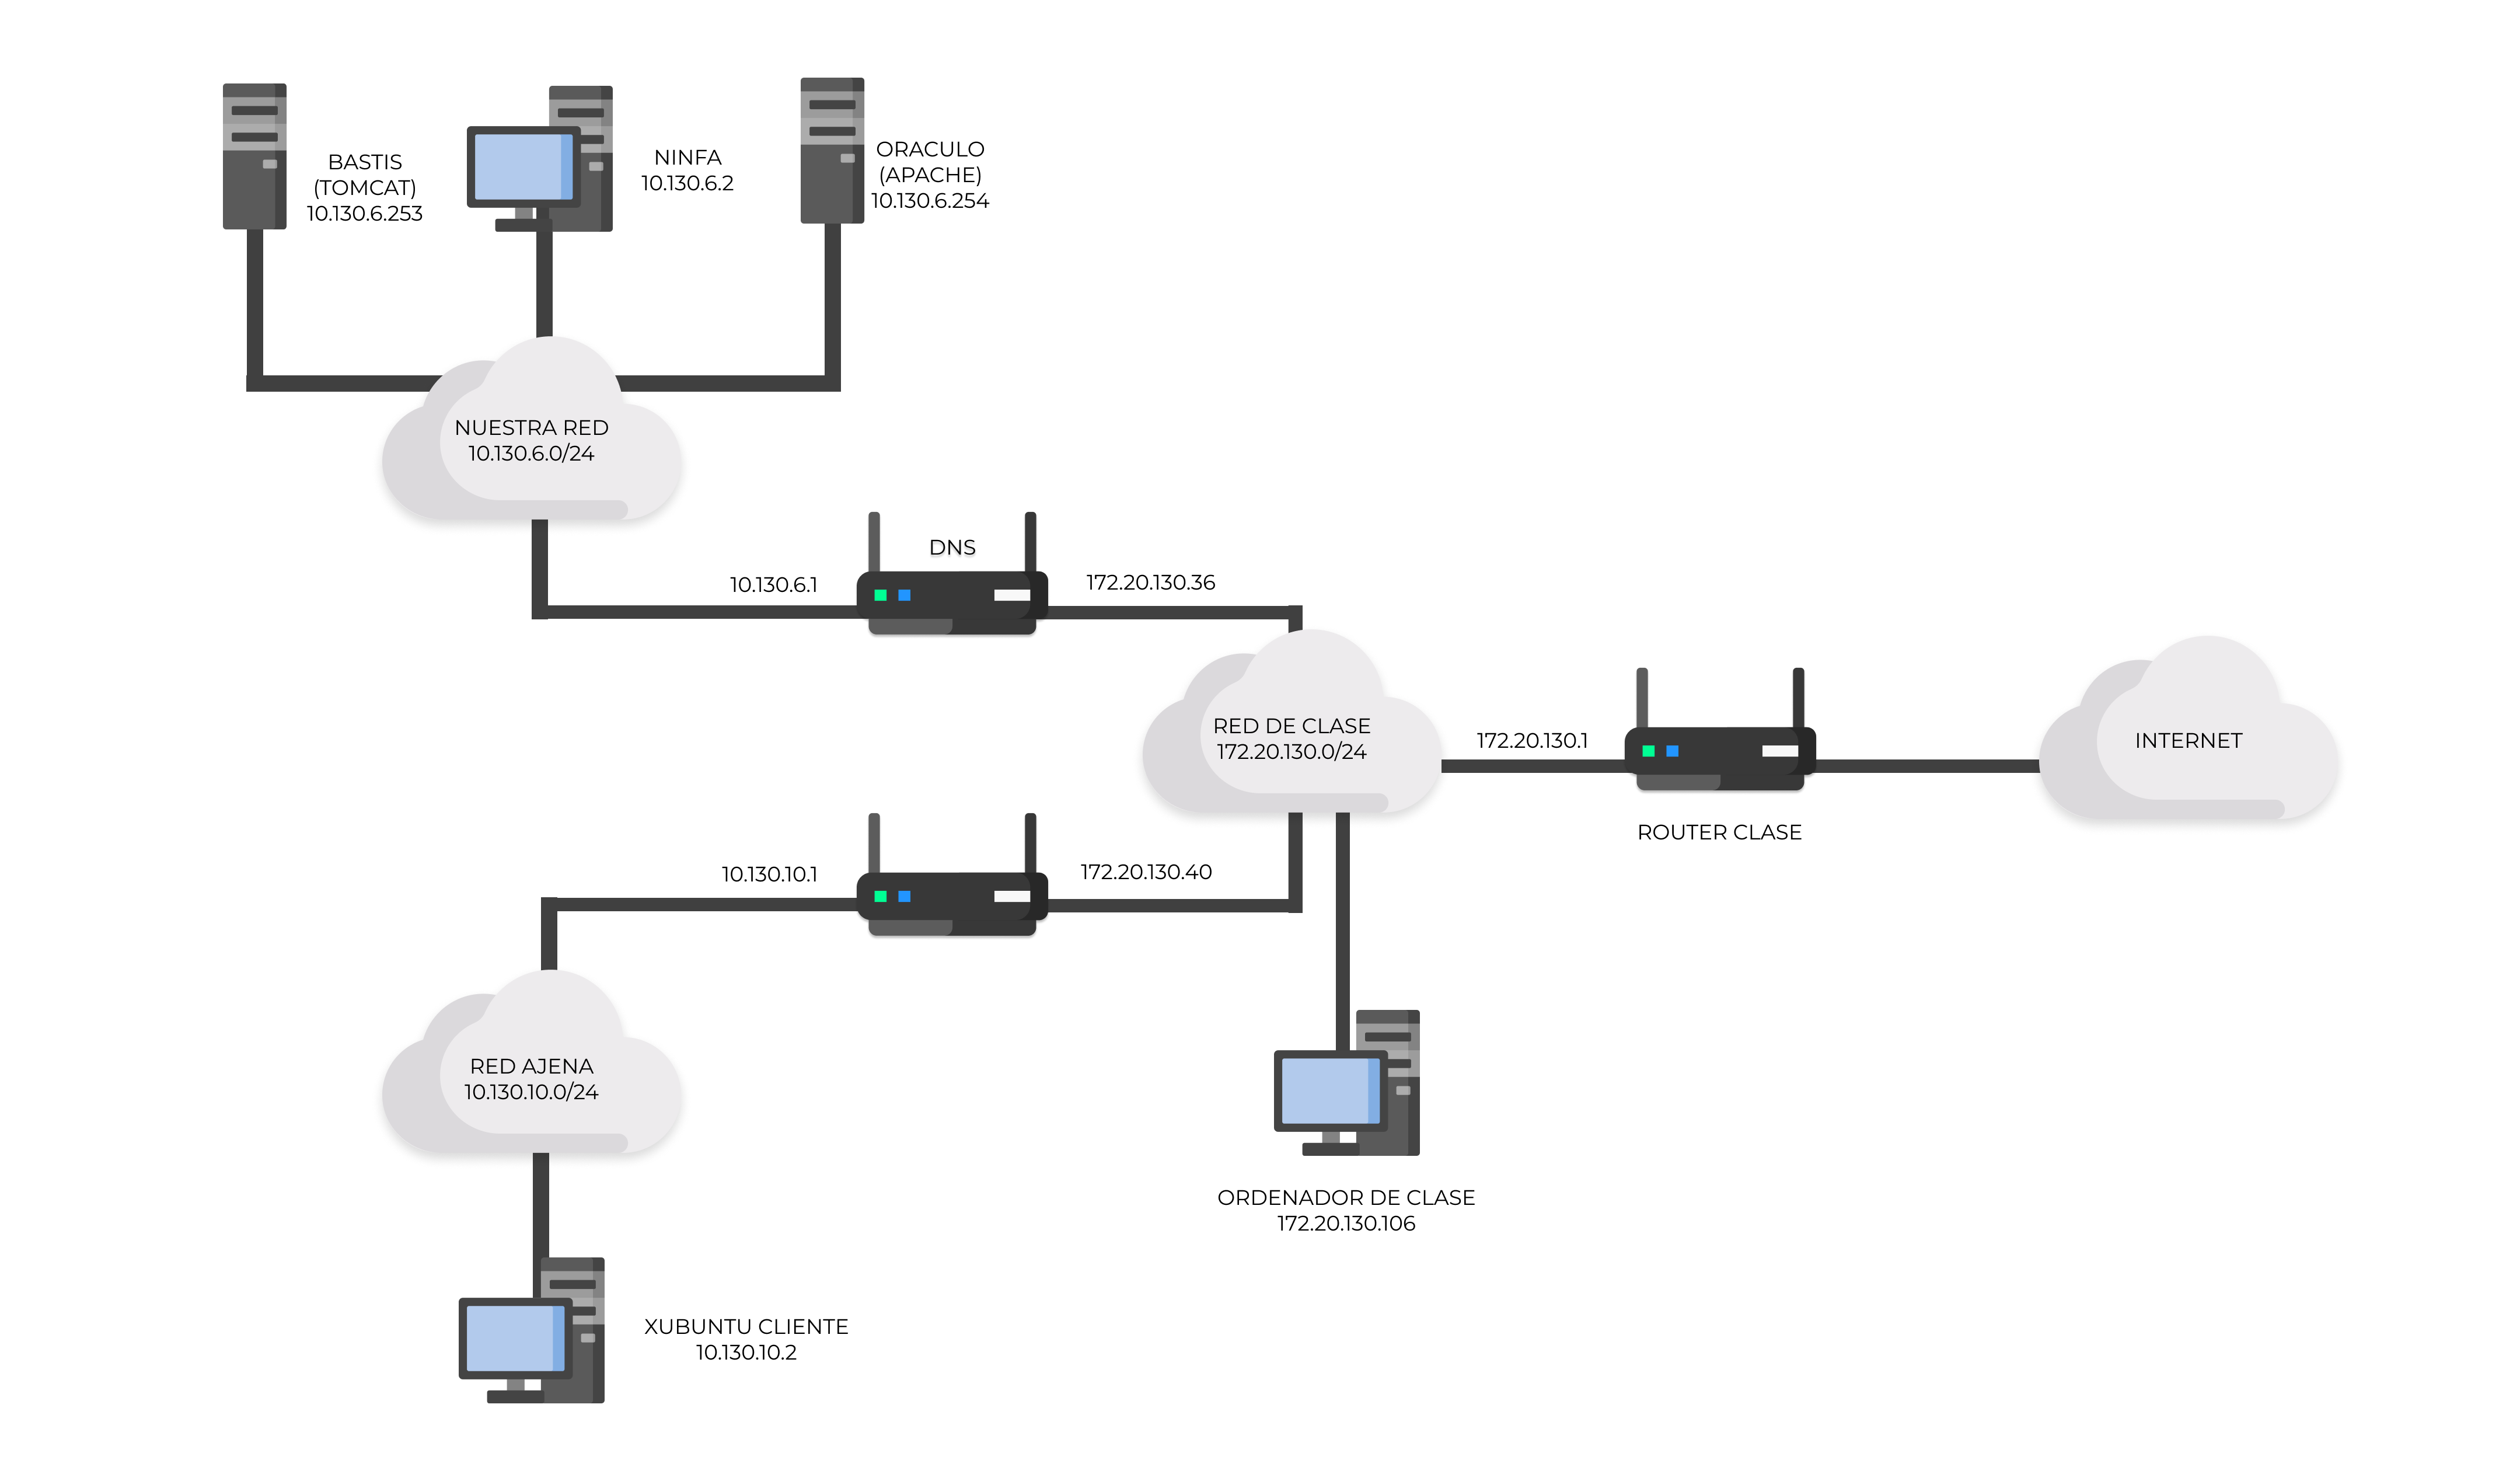 BASTIS
(TOMCAT)
10.130.6.253
NINFA
10.130.6.2
ORACULO
(APACHE)
10.130.6.254
NUESTRA RED
10.130.6.0/24
DNS
10.130.6.1
172.20.130.36
RED DE CLASE
172.20.130.0/24
172.20.130.1
ROUTER CLASE
INTERNET
10.130.10.1
172.20.130.40
RED AJENA
10.130.10.0/24
ORDENADOR DE CLASE
172.20.130.106
XUBUNTU CLIENTE
10.130.10.2